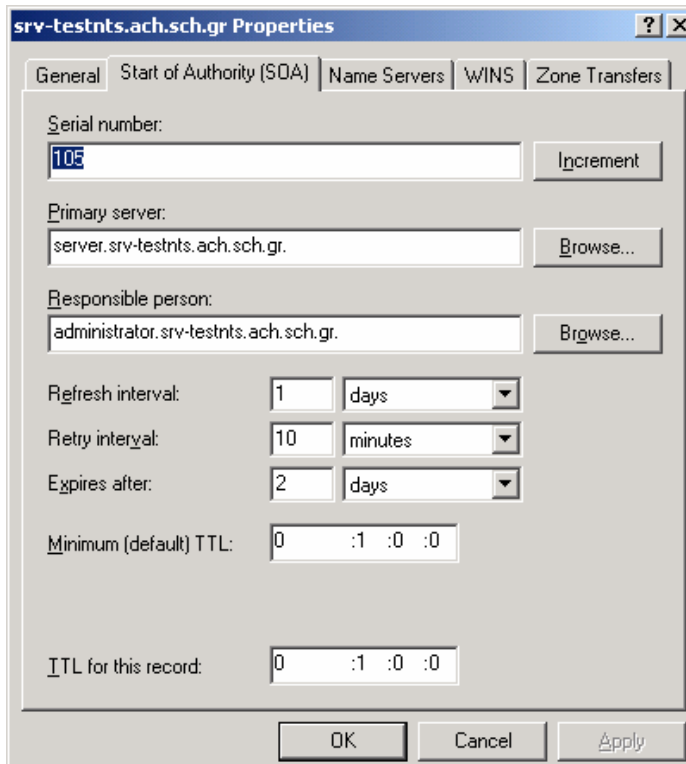 srv-testnts.ach.sch.gr Properties
General Start of Authority (SOA) Name Servers WINS Zone Transfers
Serial number:
105 Increment
Primary server:
server.srv-testnts.ach.sch.gr. Browse...
Responsible person:
administrator.srv-testnts.ach.sch.gr. Browse...
Refresh interval: 1 days
Retry interval: 10 minutes
Expires after: 2 days
Minimum (default) TTL: 0 :1 :0 :0
TTL for this record: 0 :1 :0 :0
OK Cancel Apply